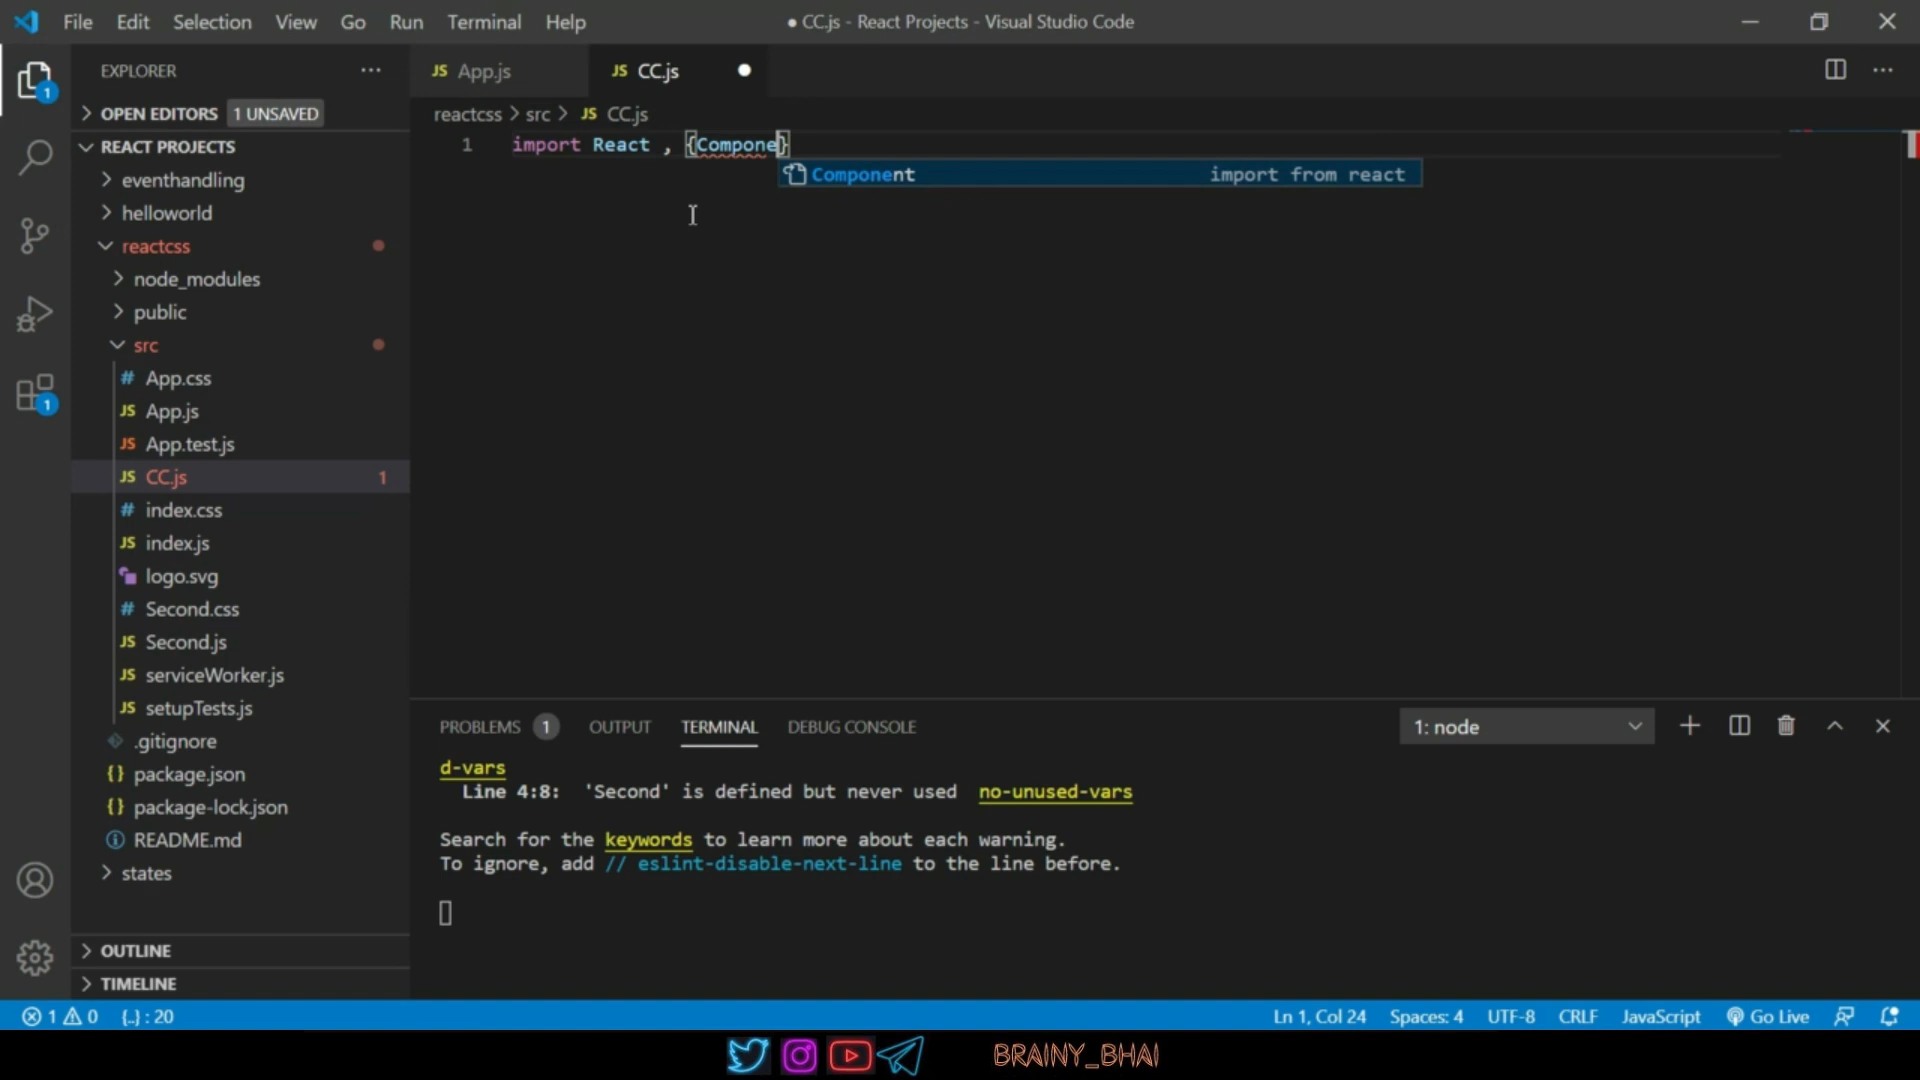 File Edit Selection View Go Run Terminal Help
● CC.js - React Projects - Visual Studio Code
EXPLORER
OPEN EDITORS 1 UNSAVED
REACT PROJECTS
eventhandling
helloworld
reactcss
node_modules
public
src
# App.css
JS App.js
JS App.test.js
JS CC.js 1
# index.css
JS index.js
logo.svg
# Second.css
JS Second.js
JS serviceWorker.js
JS setupTests.js
.gitignore
{} package.json
{} package-lock.json
README.md
states
OUTLINE
TIMELINE
1
1
JS App.js JS CC.js
reactcss > src > JS CC.js
1 import React , {Compone}
Component import from react
PROBLEMS 1 OUTPUT TERMINAL DEBUG CONSOLE 1: node
d-vars
Line 4:8: 'Second' is defined but never used no-unused-vars
Search for the keywords to learn more about each warning.
To ignore, add // eslint-disable-next-line to the line before.
1 0 {..} : 20 Ln 1, Col 24 Spaces: 4 UTF-8 CRLF JavaScript Go Live
BRAINY_BHAI